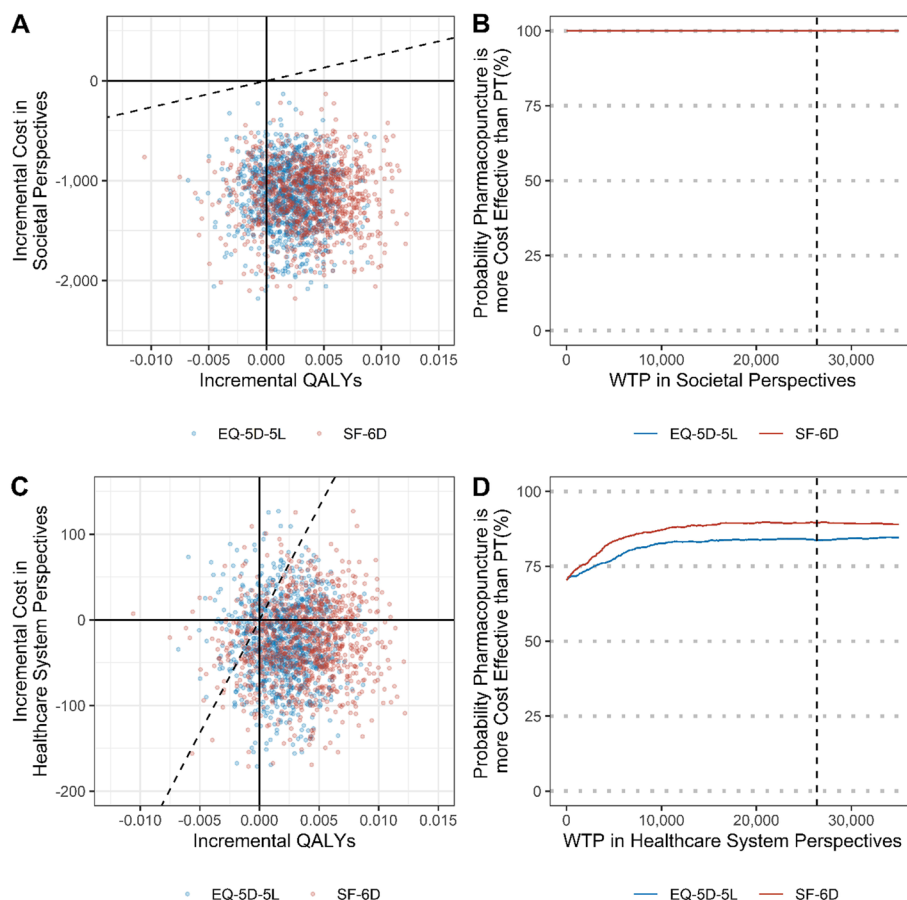 A
Incremental Cost in
Societal Perspectives
0
-1,000
-2,000
-0.010
-0.005
0.000
0.005
0.010
0.015
Incremental QALYs
EQ-5D-5L
SF-6D
B
Probability Pharmacopuncture is
more Cost Effective than PT(%)
100
75
50
25
0
0
10,000
20,000
30,000
WTP in Societal Perspectives
EQ-5D-5L
SF-6D
C
Incremental Cost in
Healthcare System Perspectives
100
0
-100
-200
-0.010
-0.005
0.000
0.005
0.010
0.015
Incremental QALYs
EQ-5D-5L
SF-6D
D
Probability Pharmacopuncture is
more Cost Effective than PT(%)
100
75
50
25
0
0
10,000
20,000
30,000
WTP in Healthcare System Perspectives
EQ-5D-5L
SF-6D